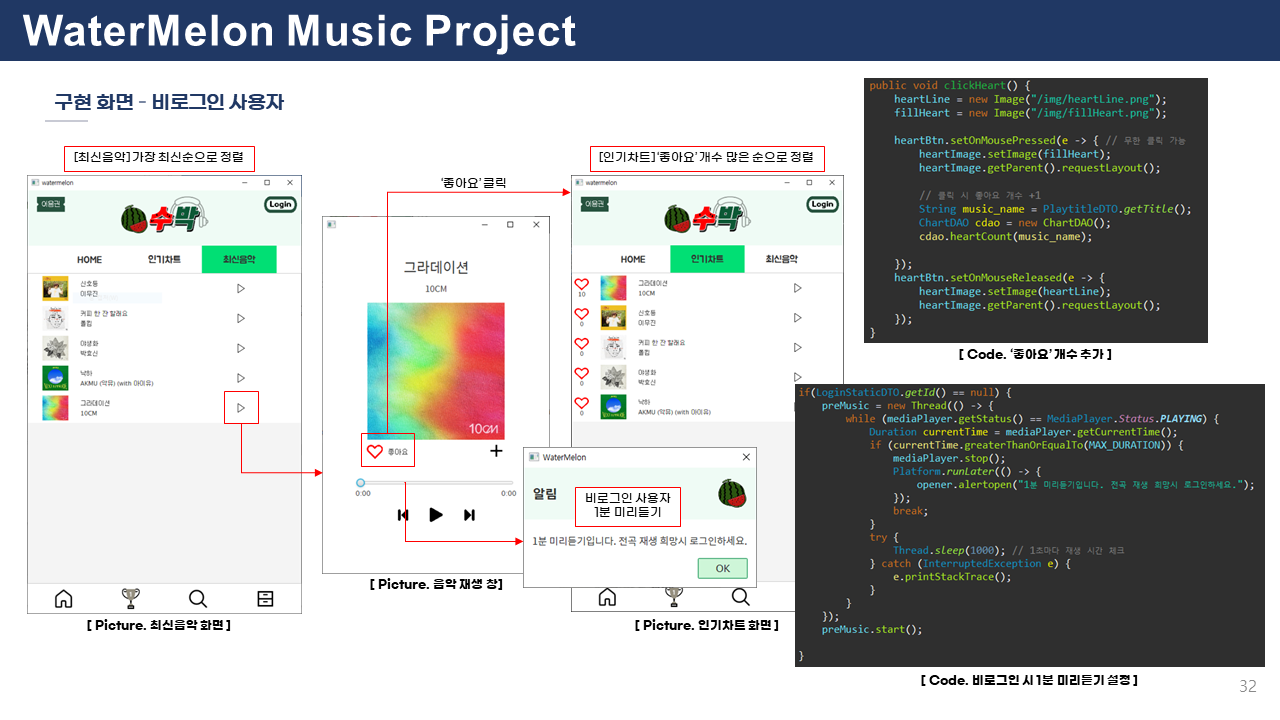 WaterMelon Music Project
구현 화면 - 비로그인 사용자
[최신음악] 가장 최신순으로 정렬
watermelon
이용권
수박
Login
HOME
인기차트
최신음악
신호등
이무진
커피 한 잔 할래요
폴킴
야생화
박효신
낙하
AKMU (악뮤) (with 아이유)
그라데이션
10CM
[ Picture. 최신음악 화면 ]
'좋아요' 클릭
그라데이션
10CM
10cm
좋아요
0:00
0:00
[ Picture. 음악 재생 창]
[인기차트] '좋아요' 개수 많은 순으로 정렬
watermelon
이용권
수박
Login
HOME
인기차트
최신음악
10
그라데이션
10CM
0
신호등
이무진
0
커피 한 잔 할래요
폴킴
0
야생화
박효신
0
낙하
AKMU (악뮤) (with 아이유)
WaterMelon
알림
비로그인 사용자
1분 미리듣기
1분 미리듣기입니다. 전곡 재생 희망시 로그인하세요.
OK
[ Picture. 인기차트 화면 ]
public void clickHeart() {
heartLine = new Image("/img/heartLine.png");
fillHeart = new Image("/img/fillHeart.png");
heartBtn.setOnMousePressed(e -> { // 무한 클릭 가능
heartImage.setImage(fillHeart);
heartImage.getParent().requestLayout();
// 클릭 시 좋아요 개수 +1
String music_name = PlaytitleDTO.getTitle();
ChartDAO cdao = new ChartDAO();
cdao.heartCount(music_name);
});
heartBtn.setOnMouseReleased(e -> {
heartImage.setImage(heartLine);
heartImage.getParent().requestLayout();
});
}
[ Code. '좋아요' 개수 추가 ]
if(LoginStaticDTO.getId() == null) {
preMusic = new Thread(() -> {
while (mediaPlayer.getStatus() == MediaPlayer.Status.PLAYING) {
Duration currentTime = mediaPlayer.getCurrentTime();
if (currentTime.greaterThanOrEqualTo(MAX_DURATION)) {
mediaPlayer.stop();
Platform.runLater(() -> {
opener.alertopen("1분 미리듣기입니다. 전곡 재생 희망시 로그인하세요.");
});
break;
}
try {
Thread.sleep(1000); // 1초마다 재생 시간 체크
} catch (InterruptedException e) {
e.printStackTrace();
}
}
});
preMusic.start();
}
[ Code. 비로그인 시 1분 미리듣기 설정 ]
32